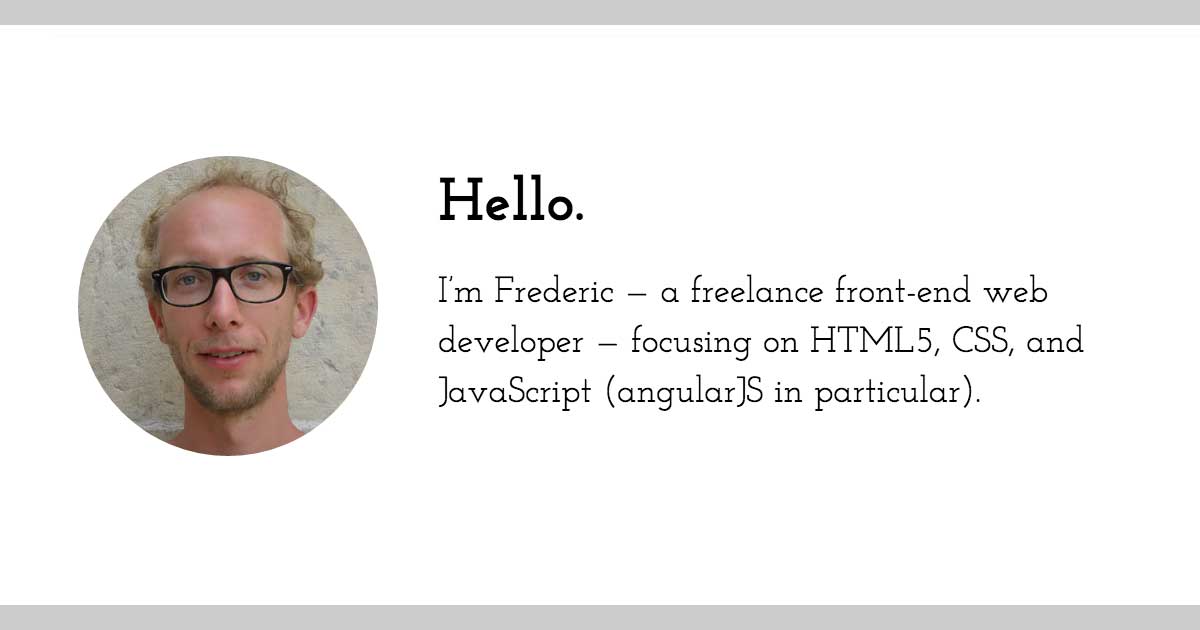 Hello.
I'm Frederic – a freelance front-end web
developer – focusing on HTML5, CSS, and
JavaScript (angularJS in particular).